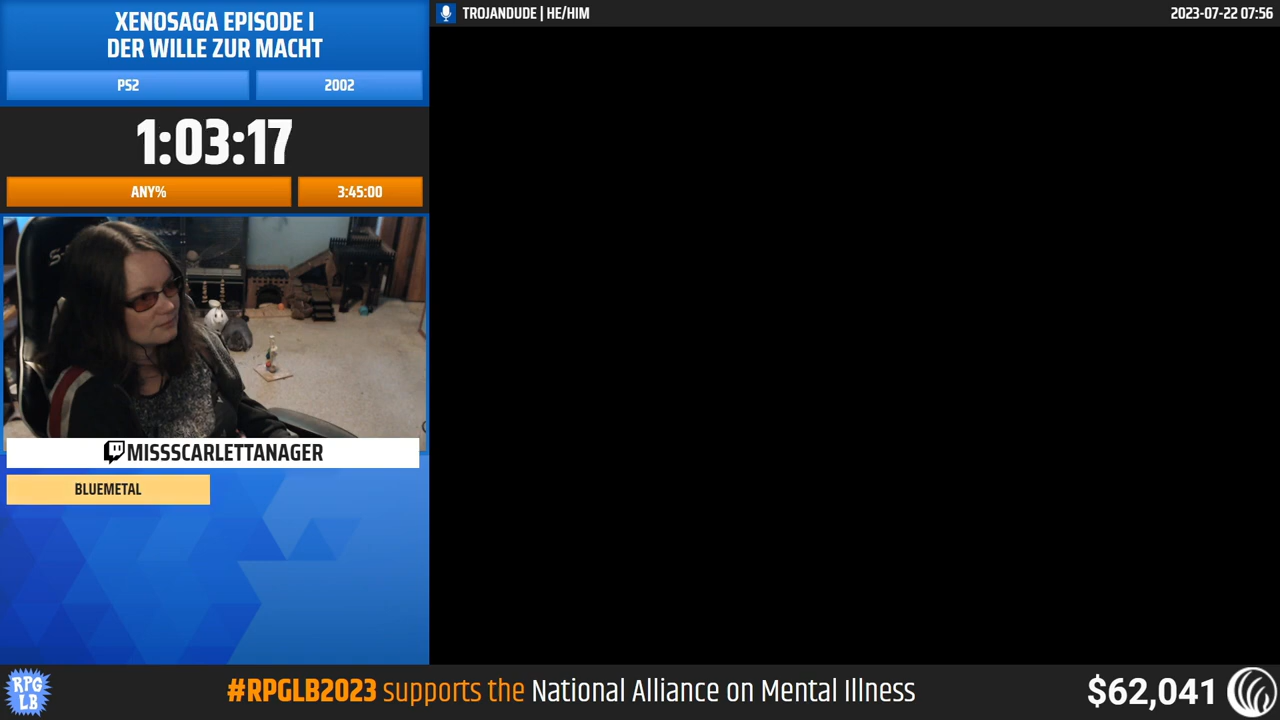 XENOSAGA EPISODE I
DER WILLE ZUR MACHT
PS2
2002
1:03:17
ANY%
3:45:00
MISSSCARLETTANAGER
BLUEMETAL
TROJANDUDE | HE/HIM
2023-07-22 07:56
RPG
LB
#RPGLB2023 supports the National Alliance on Mental Illness
$62,041